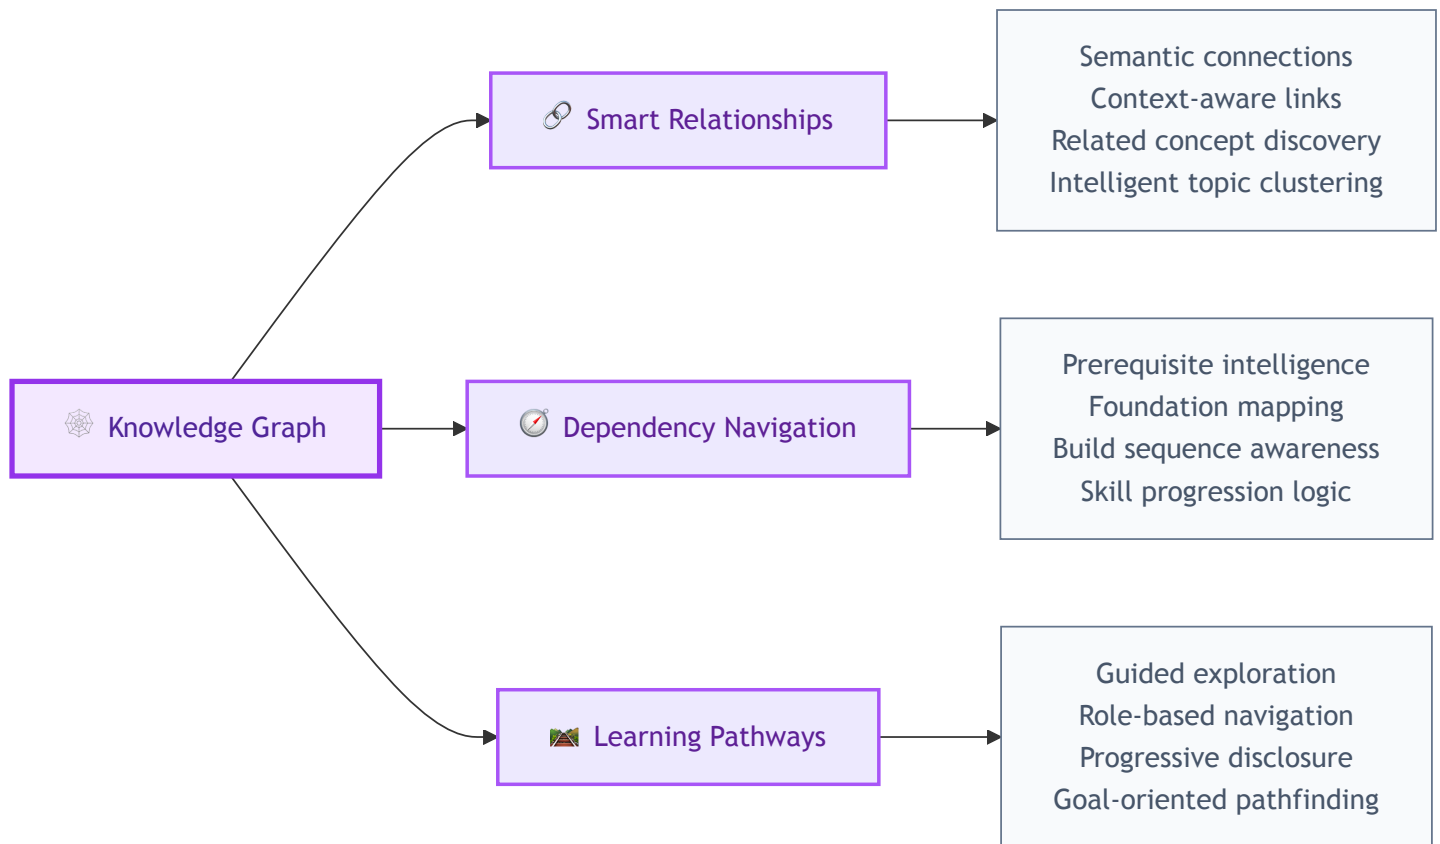 Knowledge Graph
Smart Relationships
Semantic connections
Context-aware links
Related concept discovery
Intelligent topic clustering
Dependency Navigation
Prerequisite intelligence
Foundation mapping
Build sequence awareness
Skill progression logic
Learning Pathways
Guided exploration
Role-based navigation
Progressive disclosure
Goal-oriented pathfinding